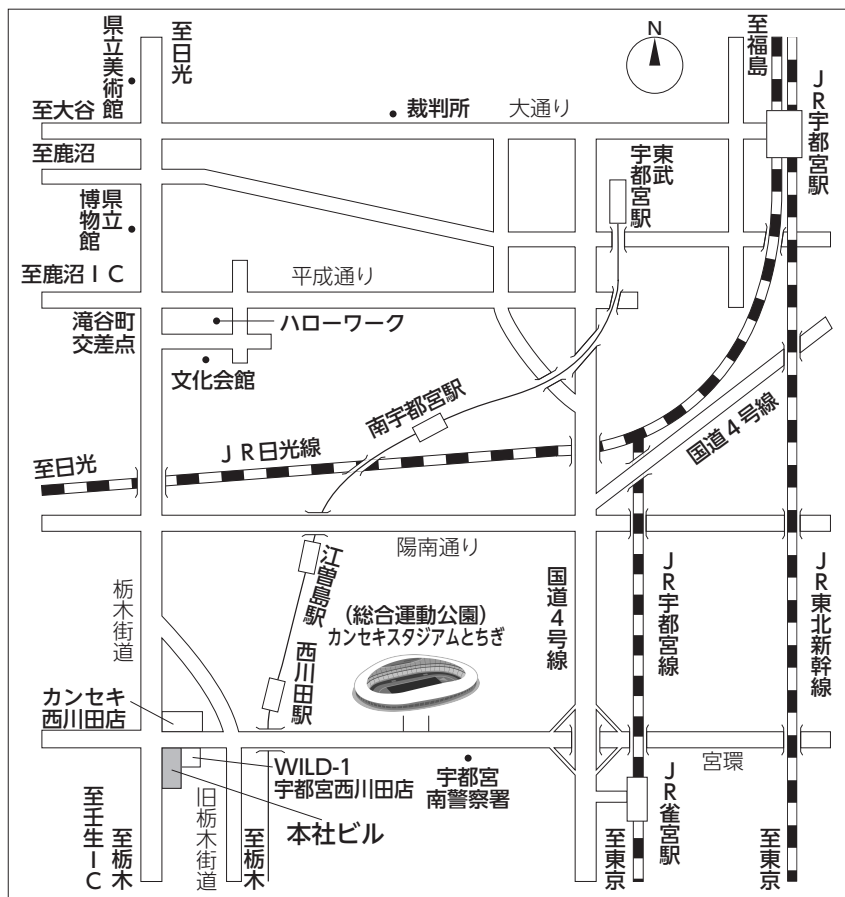 県立美術館
至日光
N
至福島
JR宇都宮駅
至大谷
裁判所
大通り
至鹿沼
東武
宇都宮駅
県立
博物館
至鹿沼IC
平成通り
滝谷町
交差点
ハローワーク
文化会館
南宇都宮駅
国道4号線
至日光
JR日光線
陽南通り
栃木街道
江曽島駅
(総合運動公園)
カンセキスタジアムとちぎ
国道4号線
JR宇都宮線
JR東北新幹線
西川田駅
カンセキ
西川田店
WILD-1
宇都宮西川田店
宇都宮
南警察署
宮環
本社ビル
至壬生IC
至栃木
旧栃木街道
至栃木
至東京
JR雀宮駅
至東京